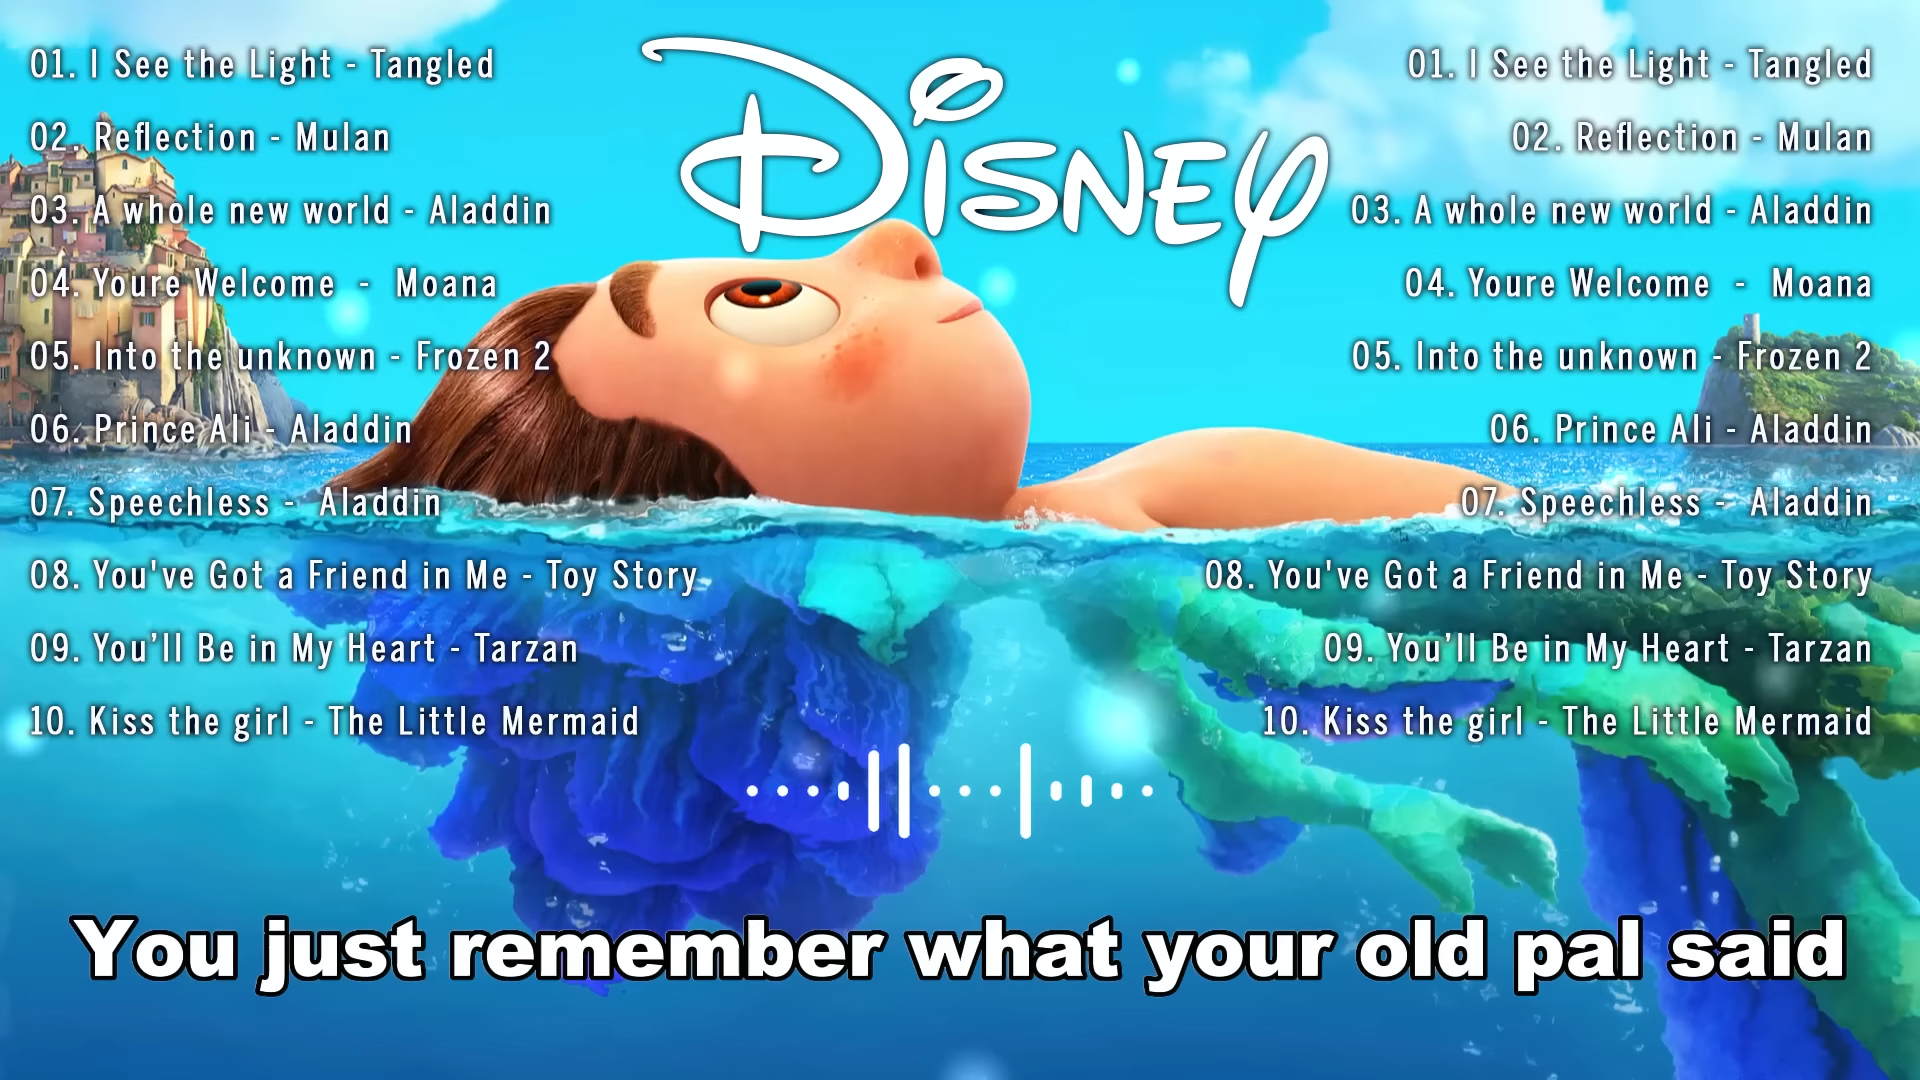 Disney
01. I See the Light - Tangled
02. Reflection - Mulan
03. A whole new world - Aladdin
04. Youre Welcome - Moana
05. Into the unknown - Frozen 2
06. Prince Ali - Aladdin
07. Speechless - Aladdin
08. You've Got a Friend in Me - Toy Story
09. You’ll Be in My Heart - Tarzan
10. Kiss the girl - The Little Mermaid
01. I See the Light - Tangled
02. Reflection - Mulan
03. A whole new world - Aladdin
04. Youre Welcome - Moana
05. Into the unknown - Frozen 2
06. Prince Ali - Aladdin
07. Speechless - Aladdin
08. You've Got a Friend in Me - Toy Story
09. You’ll Be in My Heart - Tarzan
10. Kiss the girl - The Little Mermaid
You just remember what your old pal said